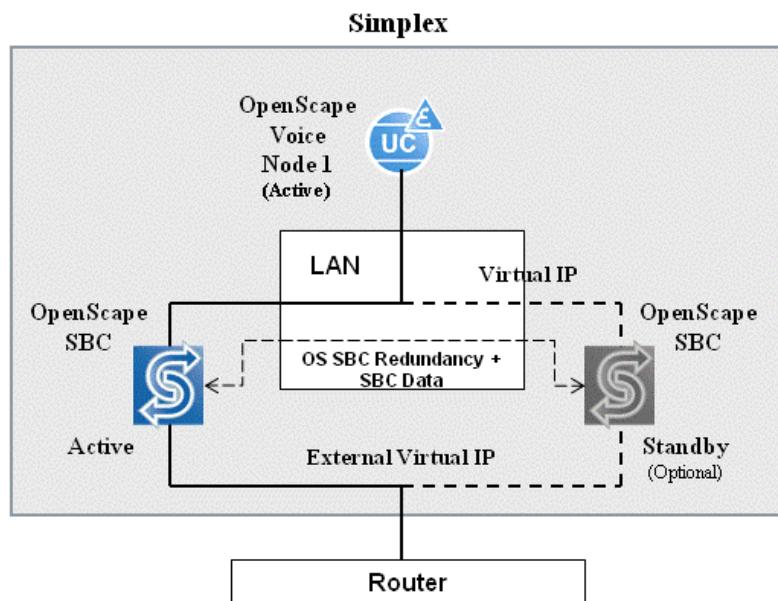 Simplex
OpenScape
Voice
Node 1
(Active)
UC
ε
LAN
Virtual IP
OpenScape
SBC
OpenScape
SBC
OS SBC Redundancy +
SBC Data
Active
External Virtual IP
Standby
(Optional)
Router